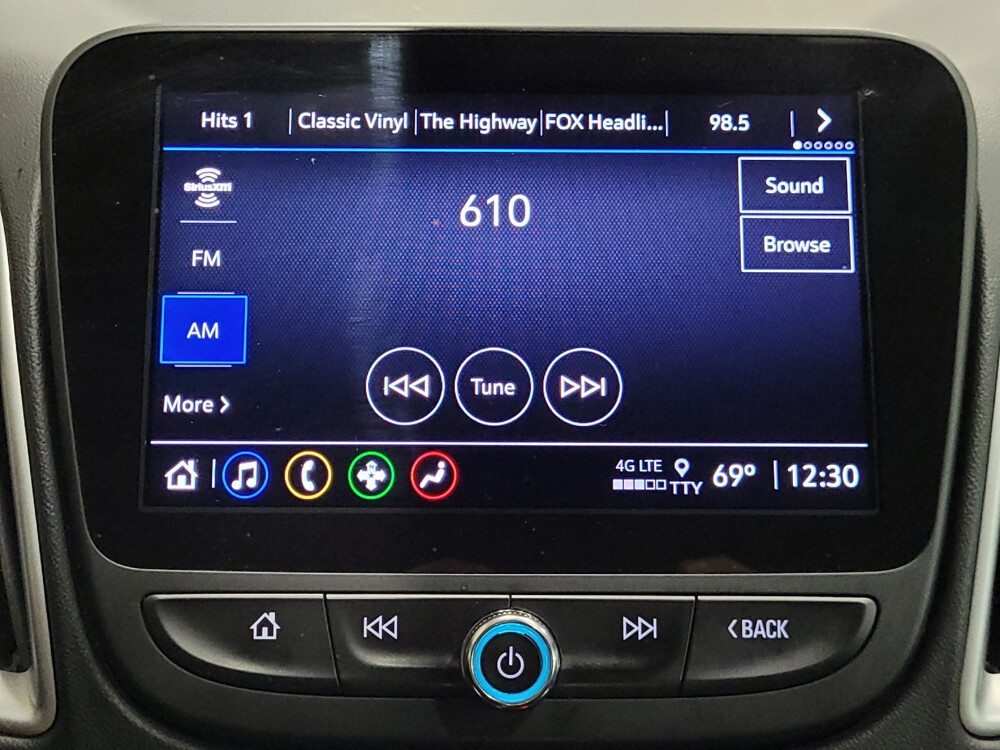 Hits 1 Classic Vinyl The Highway FOX Headli... 98.5
SiriusXM
610
Sound
FM
Browse
AM
Tune
More
4G LTE
TTY
69° 12:30
BACK